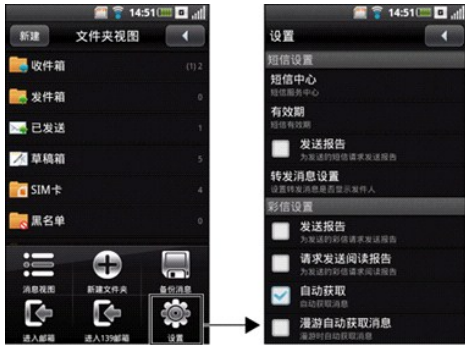 14:51
新建
文件夹视图
收件箱
(1) 2
发件箱
0
已发送
1
草稿箱
5
SIM卡
4
黑名单
0
消息视图
新建文件夹
备份消息
进入邮箱
进入139邮箱
设置
14:51
设置
短信设置
短信中心
短信服务中心
有效期
短信有效期
发送报告
为发送的短信请求发送报告
转发消息设置
设置转发消息是否显示发件人
彩信设置
发送报告
为发送的彩信请求发送报告
请求发送阅读报告
为发送的彩信请求阅读报告
自动获取
自动获取消息
漫游自动获取消息
漫游时自动获取消息